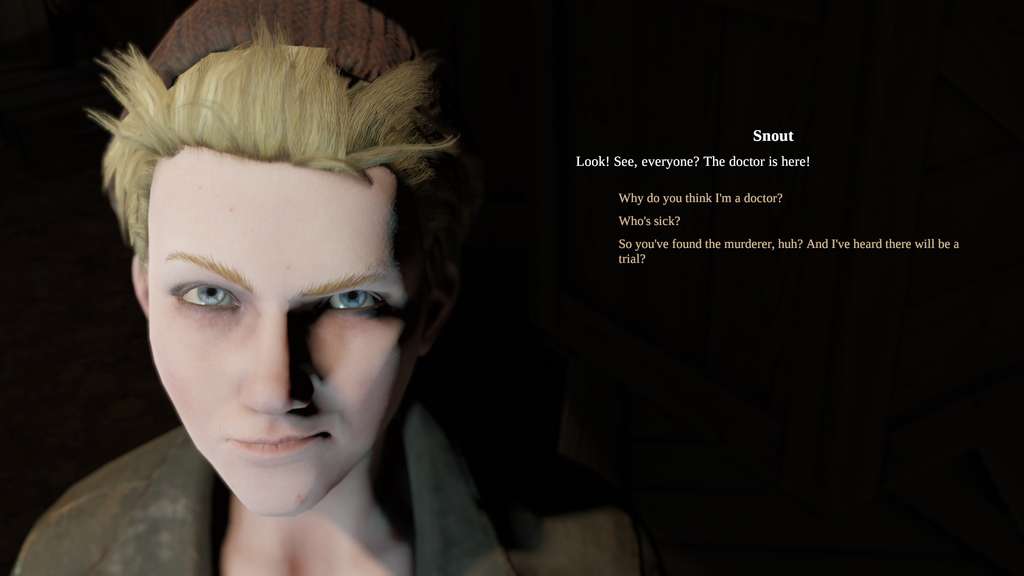 Snout
Look! See, everyone? The doctor is here!
Why do you think I'm a doctor?
Who's sick?
So you've found the murderer, huh? And I've heard there will be a
trial?